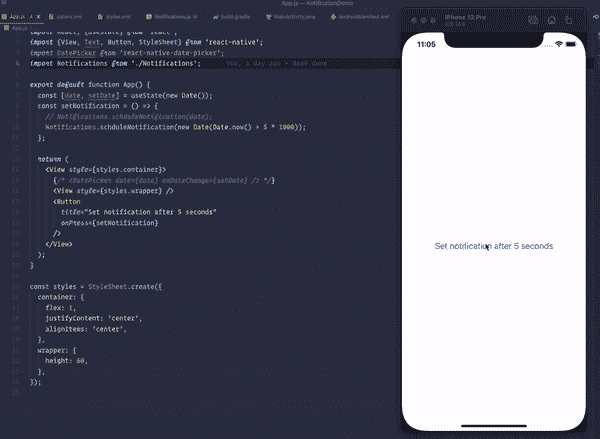 App.js — NotificationDemo
App.js
colors.xml
styles.xml
Notifications.js
build.gradle
MainActivity.java
AndroidManifest.xml
App.js
import React, {useState} from 'react';
import {View, Text, Button, StyleSheet} from 'react-native';
import DatePicker from 'react-native-date-picker';
import Notifications from './Notifications'; You, a day ago • demo done
export default function App() {
const [date, setDate] = useState(new Date());
const setNotification = () => {
// Notifications.schduleNotification(date);
Notifications.schduleNotification(new Date(Date.now() + 5 * 1000));
};
return (
<View style={styles.container}>
{/* <DatePicker date={date} onDateChange={setDate} /> */}
<View style={styles.wrapper} />
<Button
title="Set notification after 5 seconds"
onPress={setNotification}
/>
</View>
);
}
const styles = StyleSheet.create({
container: {
flex: 1,
justifyContent: 'center',
alignItems: 'center',
},
wrapper: {
height: 60,
},
});
iPhone 12 Pro
iOS 14.4
11:05
Set notification after 5 seconds